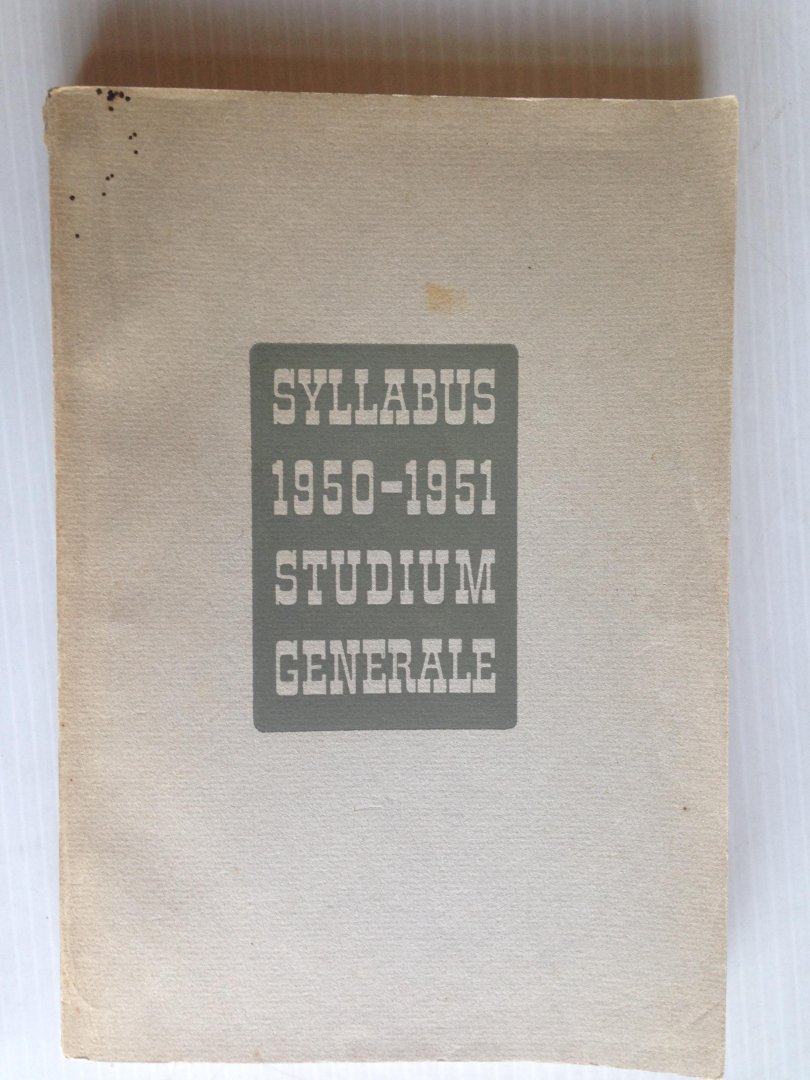 SYLLABUS
1950-1951
STUDIUM
GENERALE